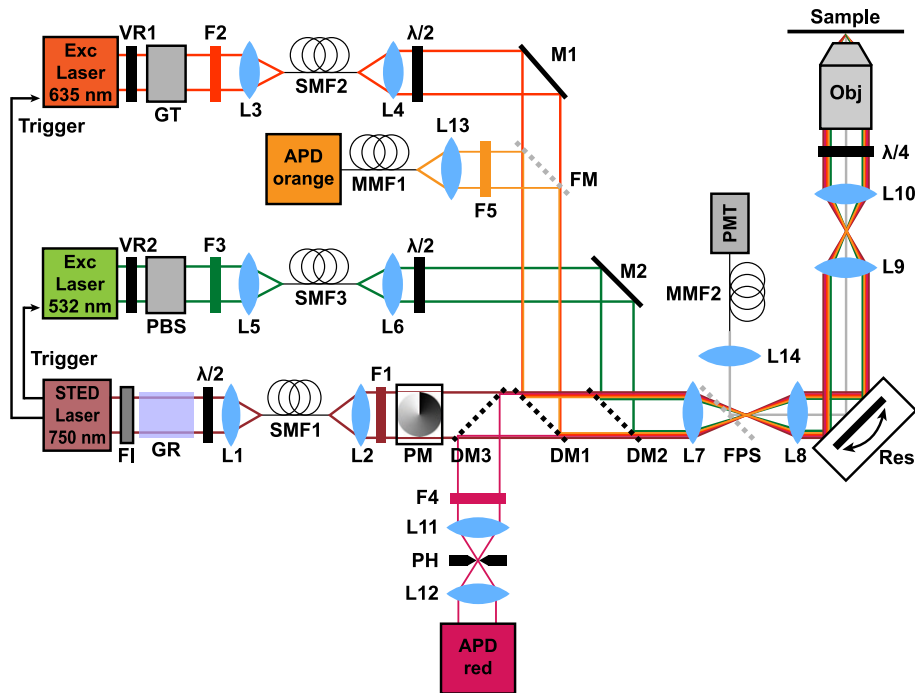 Sample
Exc
Laser
635 nm
VR1
GT
F2
L3
SMF2
L4
λ/2
M1
Obj
Trigger
APD
orange
MMF1
L13
F5
FM
λ/4
L10
PMT
Exc
Laser
532 nm
VR2
PBS
F3
L5
SMF3
L6
λ/2
M2
MMF2
L9
Trigger
L14
STED
Laser
750 nm
FI
GR
λ/2
L1
SMF1
L2
F1
PM
DM3
DM1
DM2
L7
FPS
L8
Res
F4
L11
PH
L12
APD
red